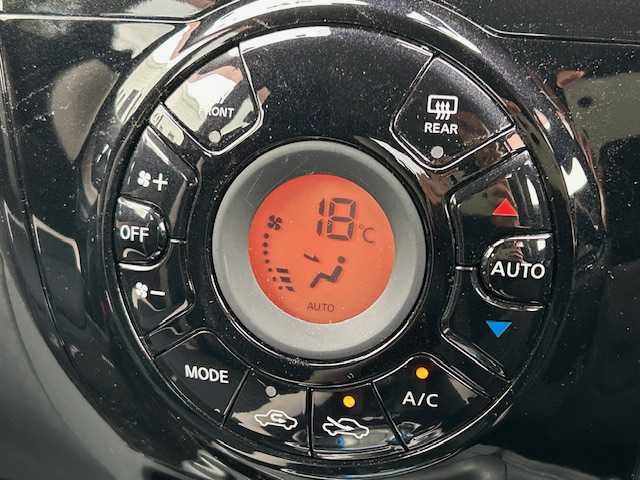 FRONT
REAR
+
18°C
OFF
AUTO
AUTO
-
MODE
A/C